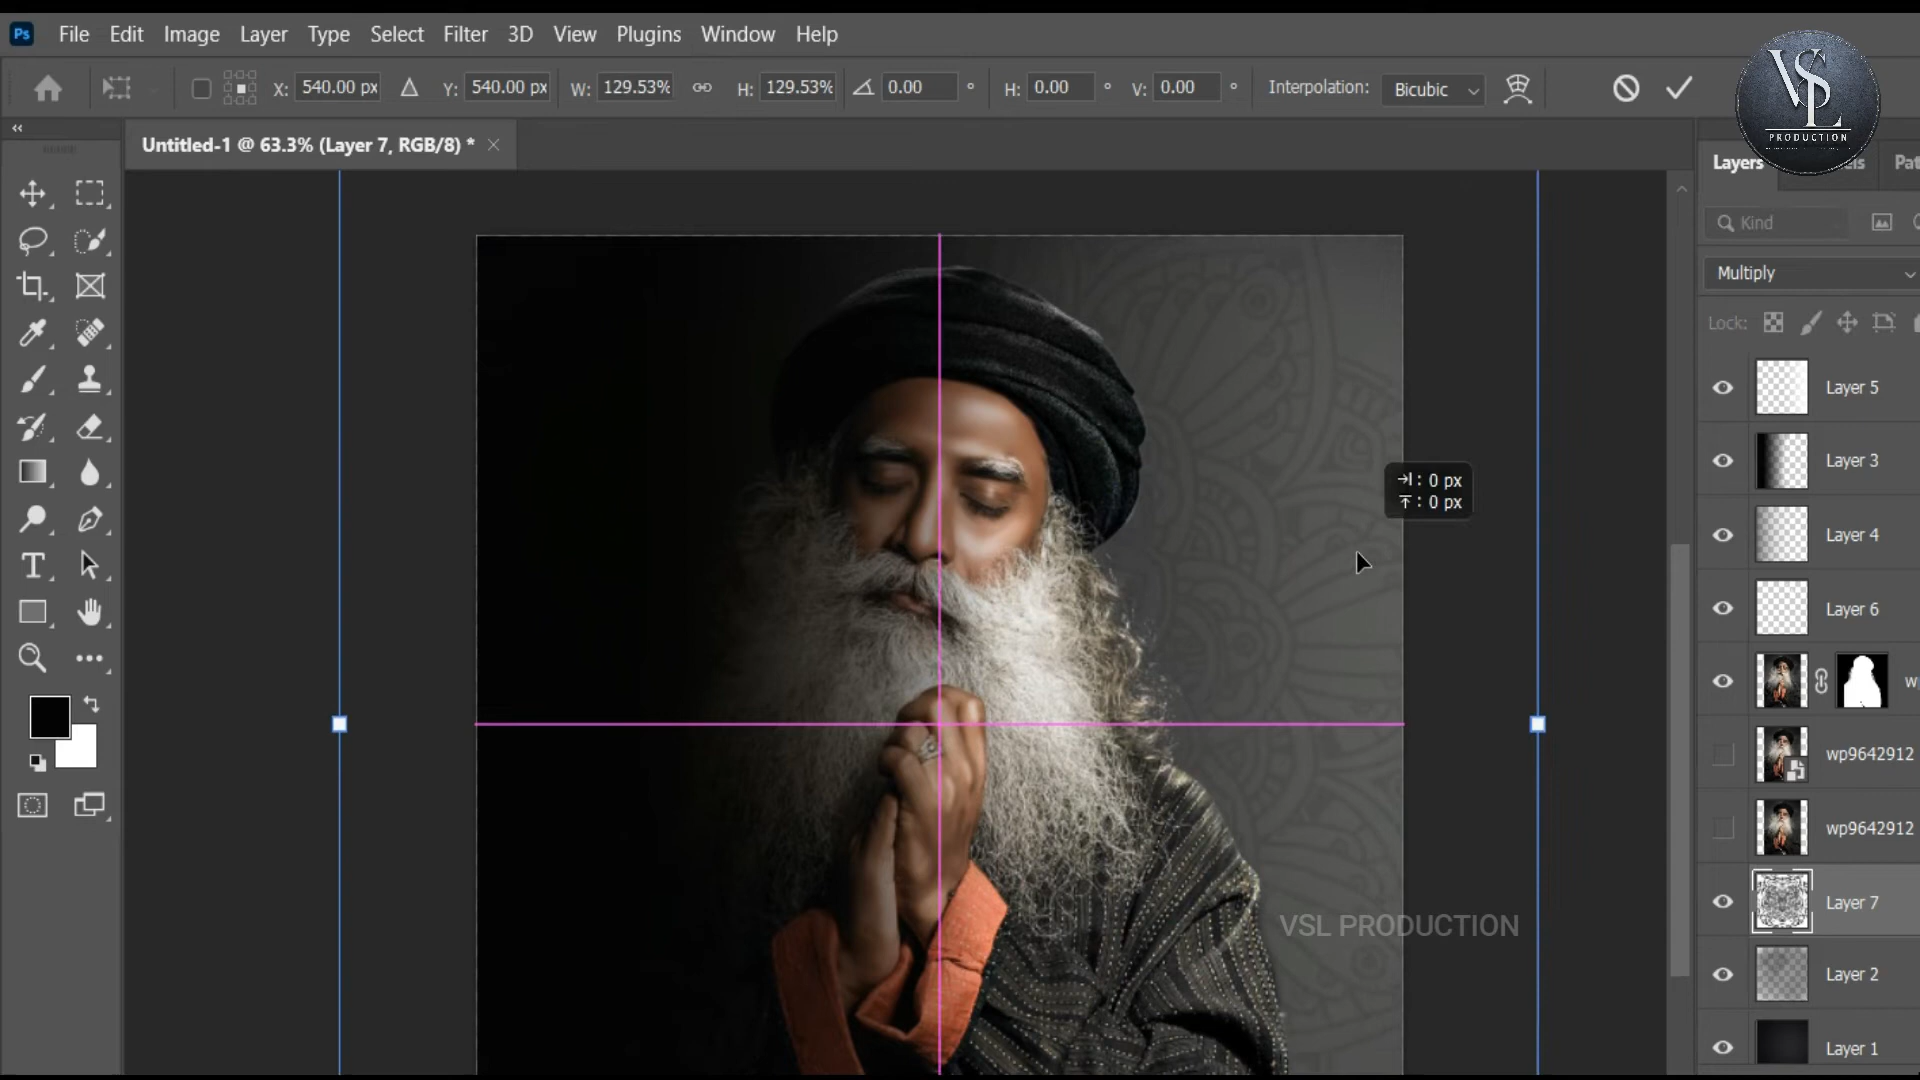 Ps File Edit Image Layer Type Select Filter 3D View Plugins Window Help
X: 540.00 px Y: 540.00 px W: 129.53% H: 129.53% 0.00 ° H: 0.00 ° V: 0.00 ° Interpolation: Bicubic
VSL
PRODUCTION
Untitled-1 @ 63.3% (Layer 7, RGB/8) * ×
Layers
Kind
Multiply
Lock:
Layer 5
Layer 3
: 0 px
: 0 px
Layer 4
Layer 6
wp9642912
wp9642912
Layer 7
VSL PRODUCTION
Layer 2
Layer 1